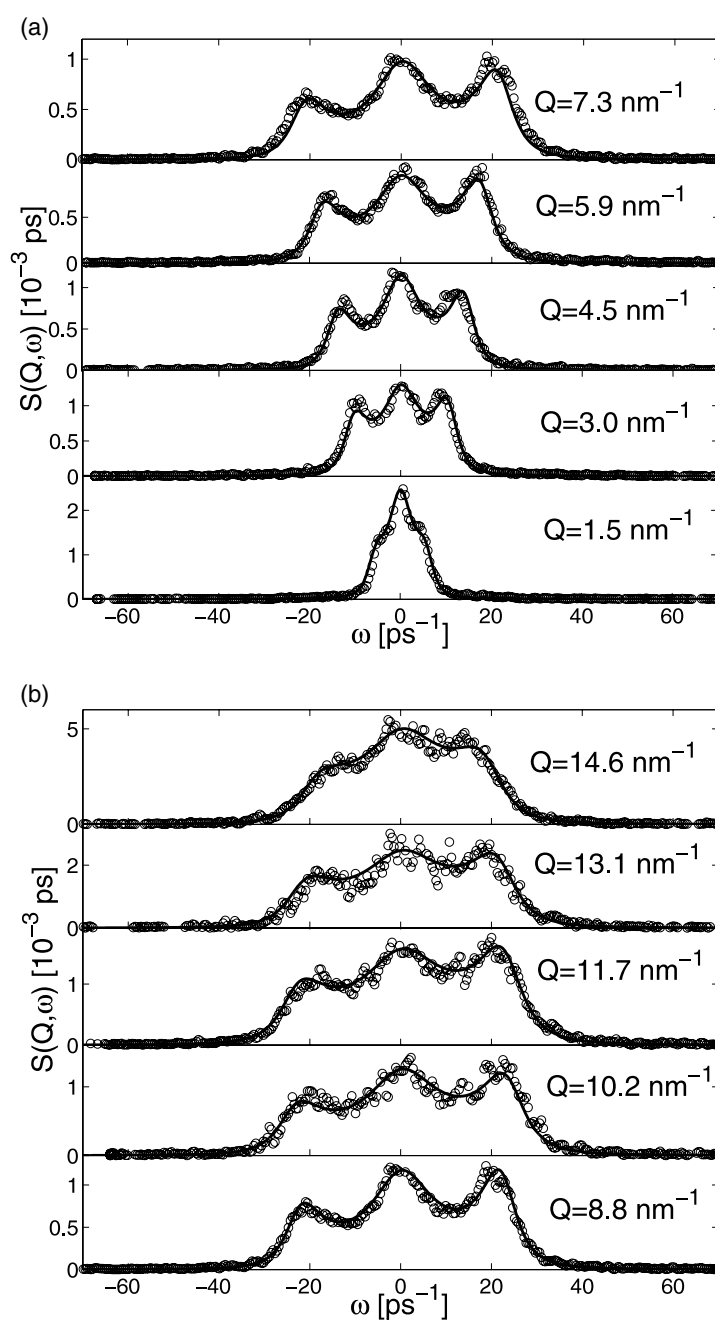 (a)
1
0.5
0
Q=7.3 nm⁻¹
0.5
0
Q=5.9 nm⁻¹
1
0.5
0
Q=4.5 nm⁻¹
1
0.5
0
Q=3.0 nm⁻¹
2
1
0
Q=1.5 nm⁻¹
S(Q,ω) [10⁻³ ps]
−60 −40 −20 0 20 40 60
ω [ps⁻¹]
(b)
5
0
Q=14.6 nm⁻¹
2
0
Q=13.1 nm⁻¹
1
0
Q=11.7 nm⁻¹
1
0
Q=10.2 nm⁻¹
1
0.5
0
Q=8.8 nm⁻¹
S(Q,ω) [10⁻³ ps]
−60 −40 −20 0 20 40 60
ω [ps⁻¹]